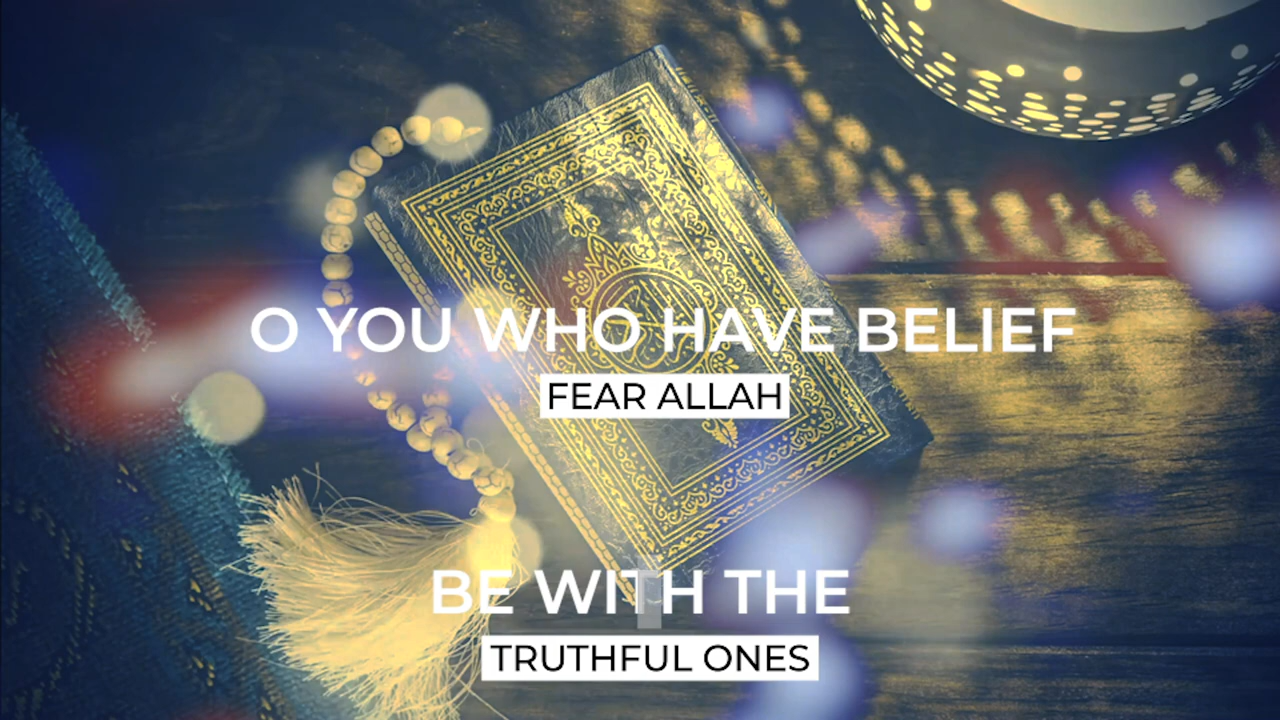 O YOU WHO HAVE BELIEF
FEAR ALLAH
BE WITH THE
TRUTHFUL ONES